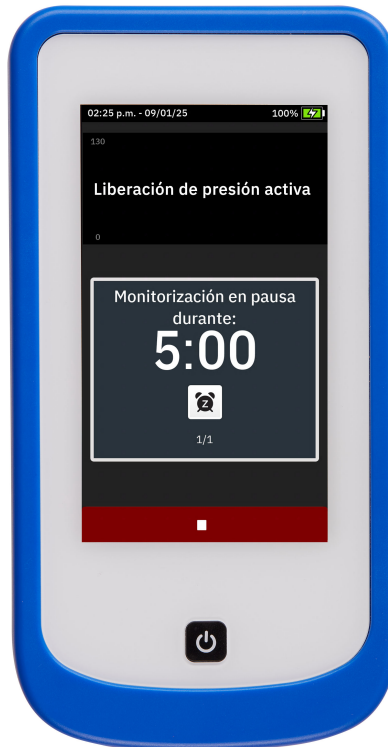 02:25 p.m. - 09/01/25 100%
130
Liberación de presión activa
0
Monitorización en pausa
durante:
5:00
Z
1/1